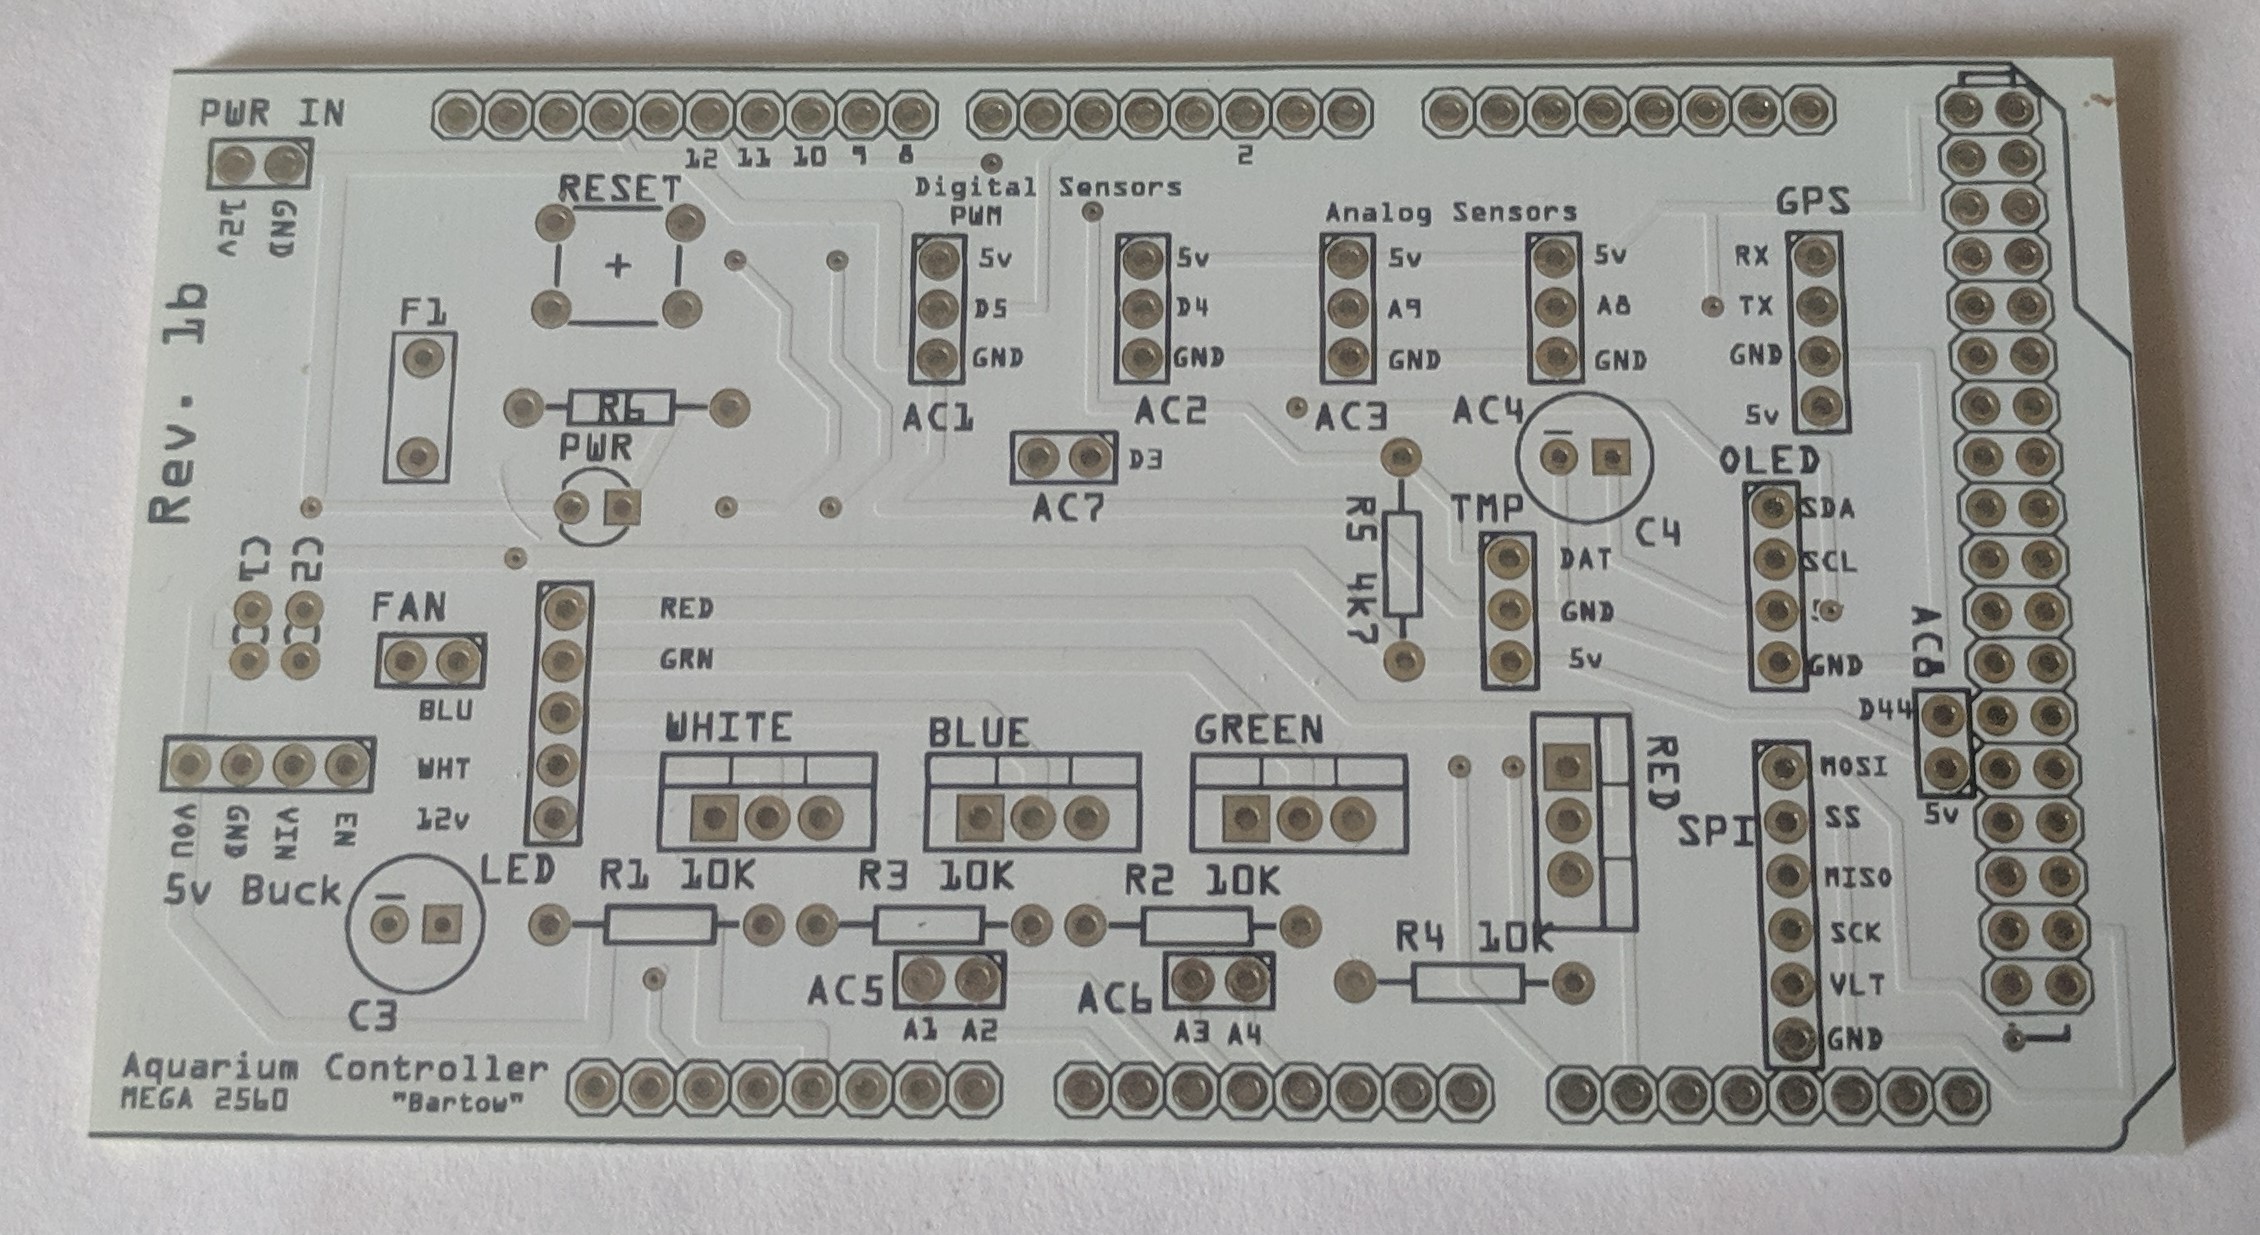 PWR IN
12v
GND
Rev. 1b
12 11 10 9 8
2
RESET
+
Digital Sensors
PWM
Analog Sensors
GPS
5v
D5
GND
AC1
5v
D4
GND
AC2
5v
A9
GND
AC3
5v
A8
GND
AC4
RX
TX
GND
5v
F1
R6
PWR
D3
AC7
R5 4k7
TMP
DAT
GND
5v
C4
OLED
SDA
SCL
GND
C1
C2
FAN
RED
GRN
BLU
WHT
12v
LED
AC8
D44
5v
WHITE
BLUE
GREEN
RED
VOU
GND
VIN
EN
5v Buck
C3
R1 10K
R3 10K
R2 10K
R4 10K
SPI
MOSI
SS
MISO
SCK
VLT
GND
AC5
A1 A2
AC6
A3 A4
1
Aquarium Controller
MEGA 2560
"Bartow"